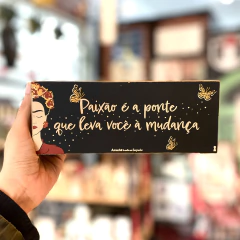 Paixão é a ponte
que leva você à mudança